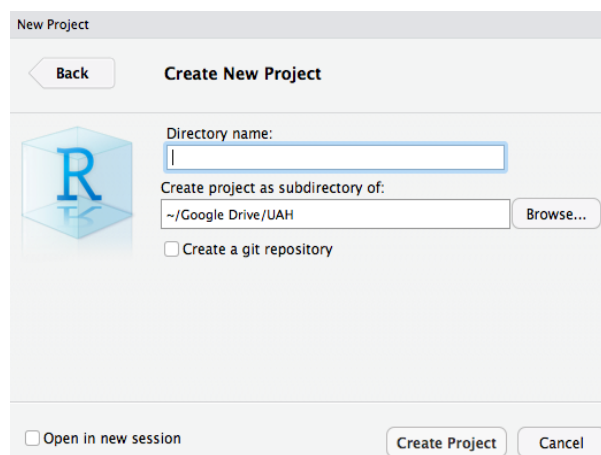 New Project
Back
Create New Project
R
Directory name:
Create project as subdirectory of:
~/Google Drive/UAH
Browse...
Create a git repository
Open in new session
Create Project
Cancel